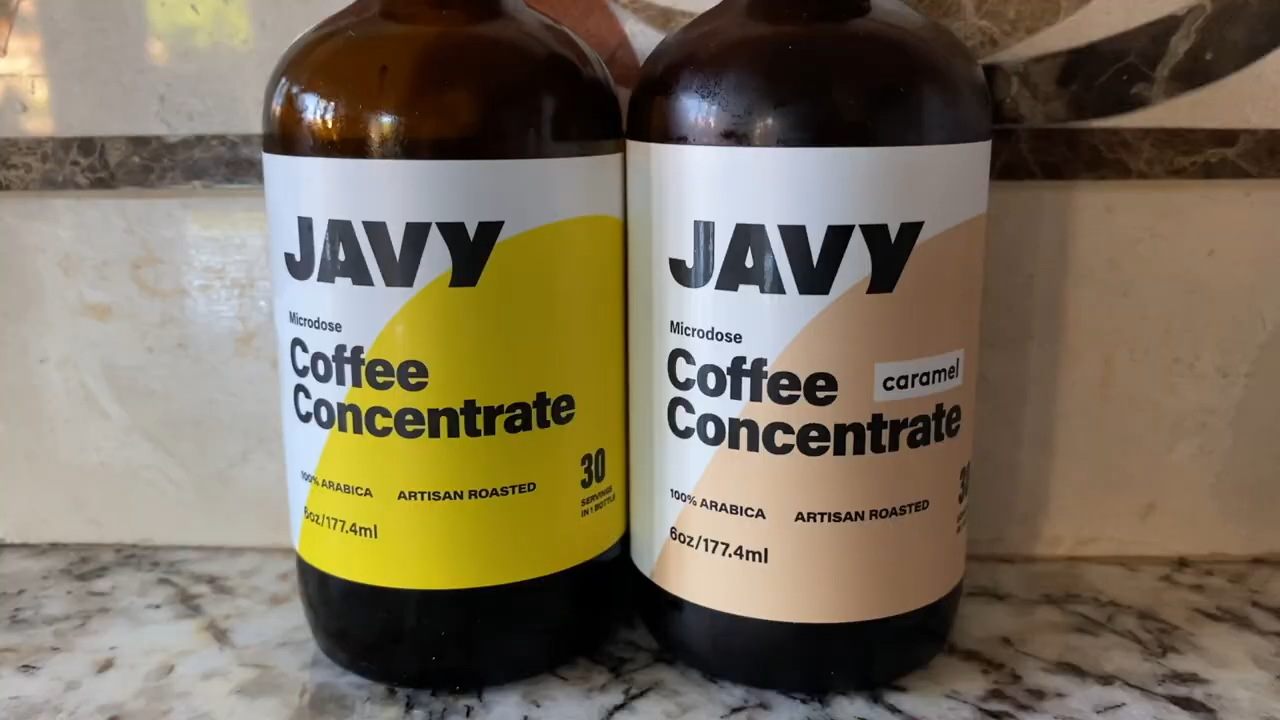 JAVY
Microdose
Coffee
Concentrate
100% ARABICA ARTISAN ROASTED
6oz/177.4ml
30
SERVINGS
IN 1 BOTTLE
JAVY
Microdose
Coffee
caramel
Concentrate
100% ARABICA ARTISAN ROASTED
6oz/177.4ml